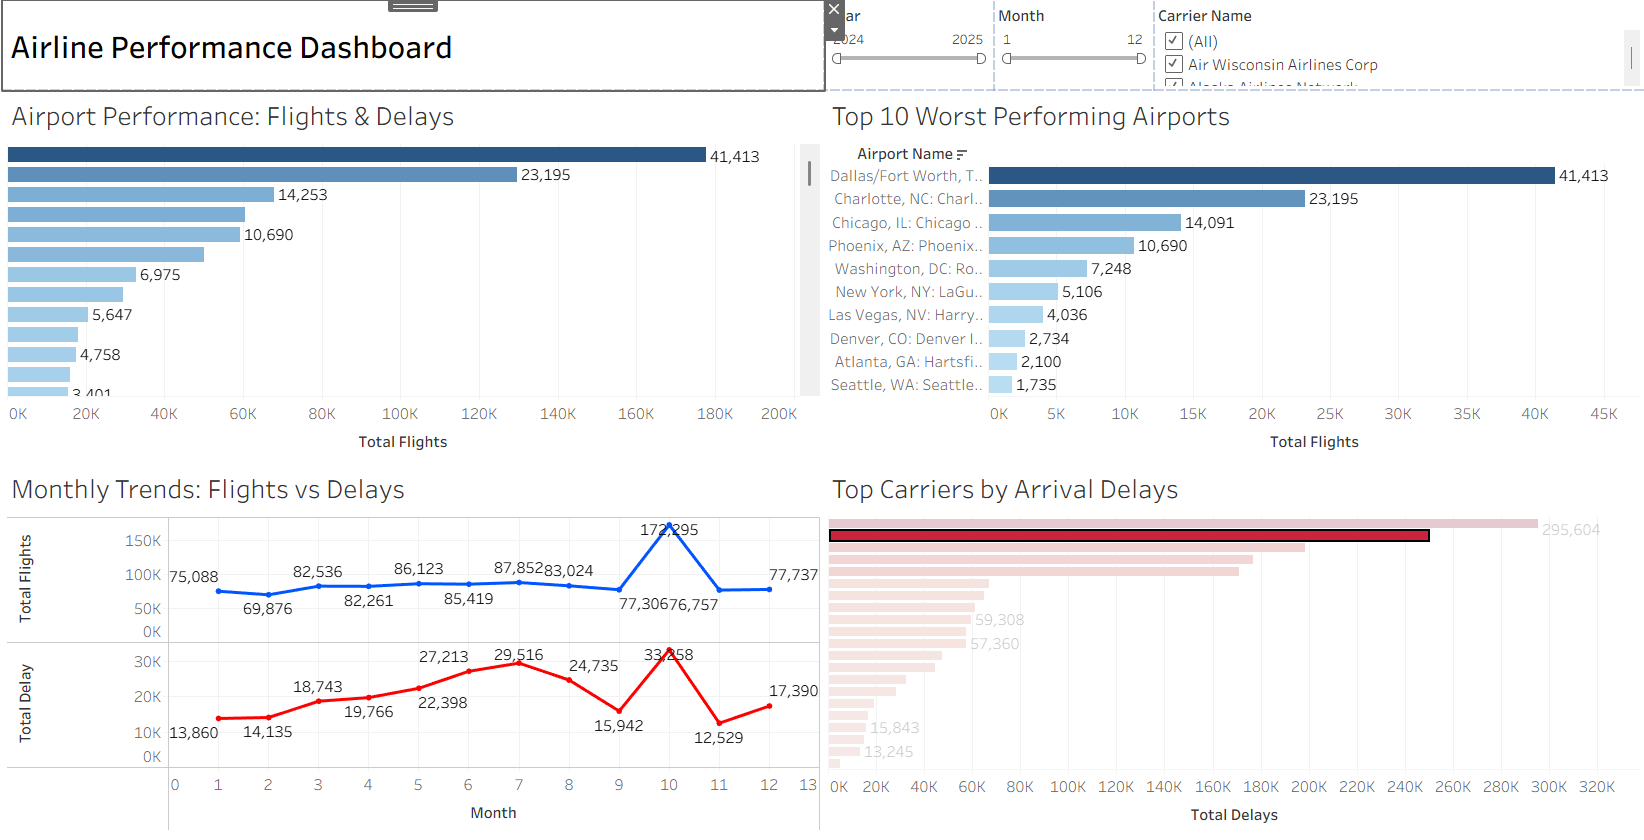 Airline Performance Dashboard
ar
2024 2025
Month
1 12
Carrier Name
(All)
Air Wisconsin Airlines Corp
Alaska Airlines Network
Airport Performance: Flights & Delays
41,413
23,195
14,253
10,690
6,975
5,647
4,758
3,401
0K 20K 40K 60K 80K 100K 120K 140K 160K 180K 200K
Total Flights
Top 10 Worst Performing Airports
Airport Name
Dallas/Fort Worth, T.. 41,413
Charlotte, NC: Charl.. 23,195
Chicago, IL: Chicago .. 14,091
Phoenix, AZ: Phoenix.. 10,690
Washington, DC: Ro.. 7,248
New York, NY: LaGu.. 5,106
Las Vegas, NV: Harry.. 4,036
Denver, CO: Denver I.. 2,734
Atlanta, GA: Hartsfi.. 2,100
Seattle, WA: Seattle.. 1,735
0K 5K 10K 15K 20K 25K 30K 35K 40K 45K
Total Flights
Monthly Trends: Flights vs Delays
Total Flights
150K
100K
50K
0K
75,088 69,876 82,536 82,261 86,123 85,419 87,852 83,024 77,306 172,295 76,757 77,737
Total Delay
30K
20K
10K
0K
13,860 14,135 18,743 19,766 22,398 27,213 29,516 24,735 15,942 33,258 12,529 17,390
0 1 2 3 4 5 6 7 8 9 10 11 12 13
Month
Top Carriers by Arrival Delays
295,604
59,308
57,360
15,843
13,245
0K 20K 40K 60K 80K 100K 120K 140K 160K 180K 200K 220K 240K 260K 280K 300K 320K
Total Delays